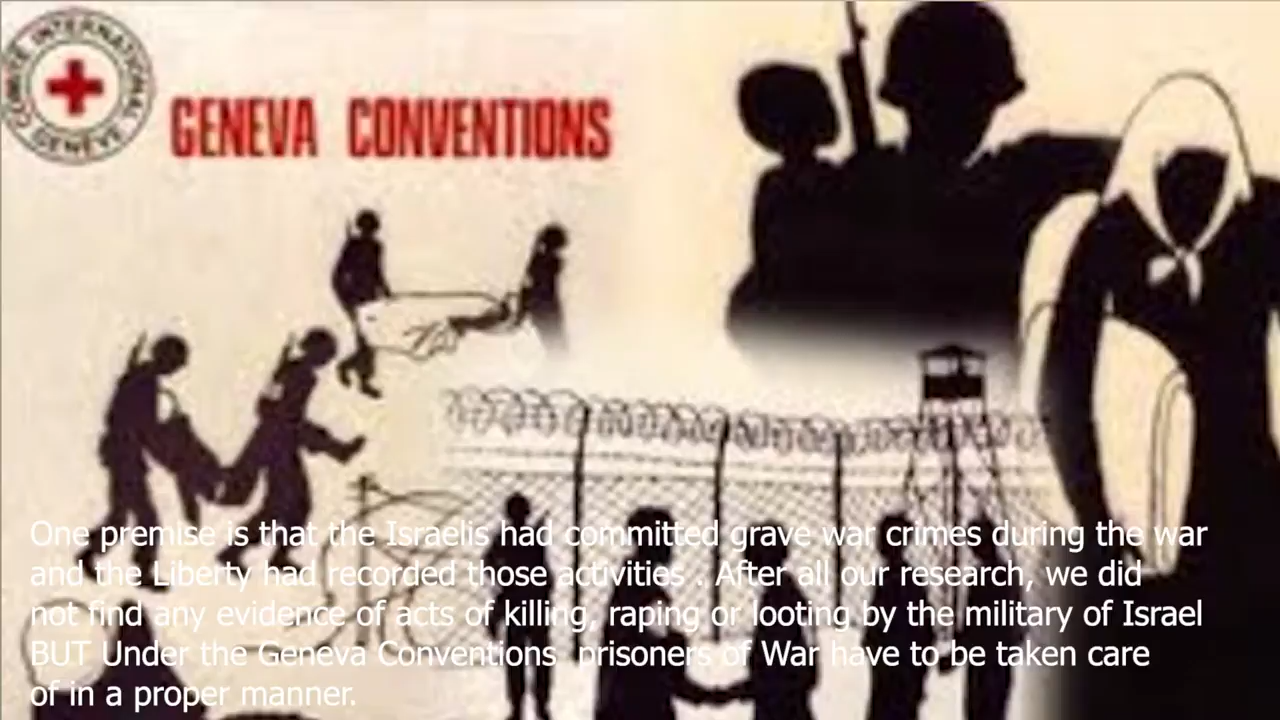 COMITÉ INTERNATIONAL GENÈVE
GENEVA CONVENTIONS
One premise is that the Israelis had committed grave war crimes during the war
and the Liberty had recorded those activities . After all our research, we did
not find any evidence of acts of killing, raping or looting by the military of Israel
BUT Under the Geneva Conventions prisoners of War have to be taken care
of in a proper manner.